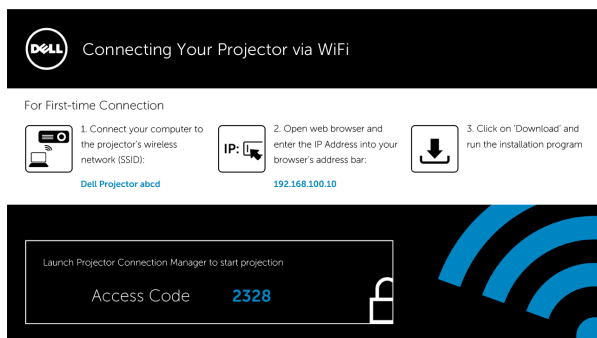 DELL
Connecting Your Projector via WiFi
For First-time Connection
1. Connect your computer to
the projector's wireless
network (SSID):
Dell Projector abcd
IP:
2. Open web browser and
enter the IP Address into your
browser's address bar:
192.168.100.10
3. Click on 'Download' and
run the installation program
Launch Projector Connection Manager to start projection
Access Code 2328